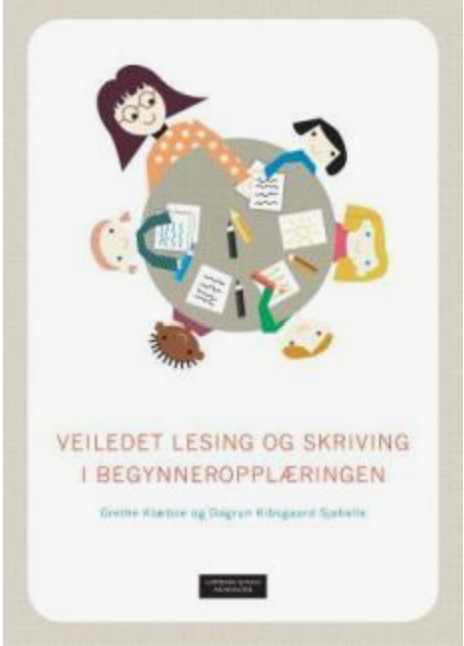 VEILEDET LESING OG SKRIVING
I BEGYNNEROPPLÆRINGEN
Grethe Klæboe og Dagrun Kibsgaard Sjøhelle